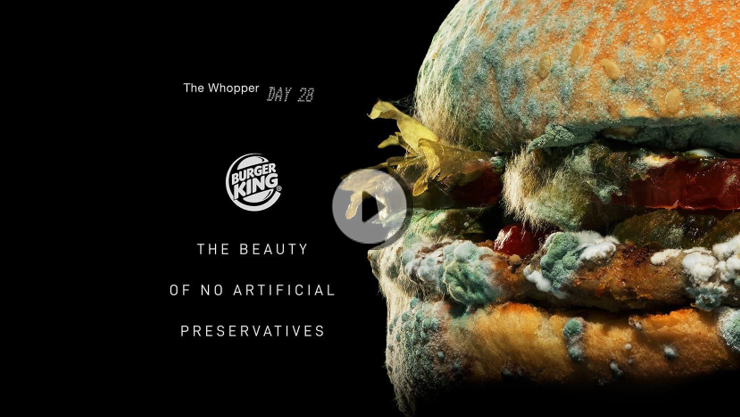 The Whopper DAY 28
BURGER
KING
THE BEAUTY
OF NO ARTIFICIAL
PRESERVATIVES